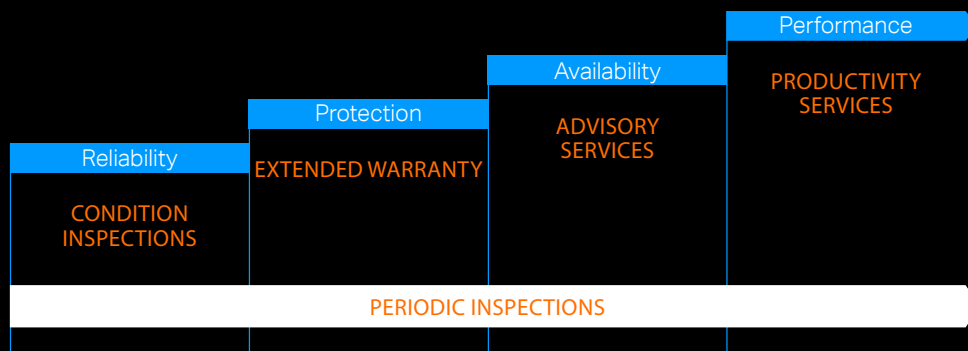 Reliability
CONDITION
INSPECTIONS
Protection
EXTENDED WARRANTY
Availability
ADVISORY
SERVICES
Performance
PRODUCTIVITY
SERVICES
PERIODIC INSPECTIONS